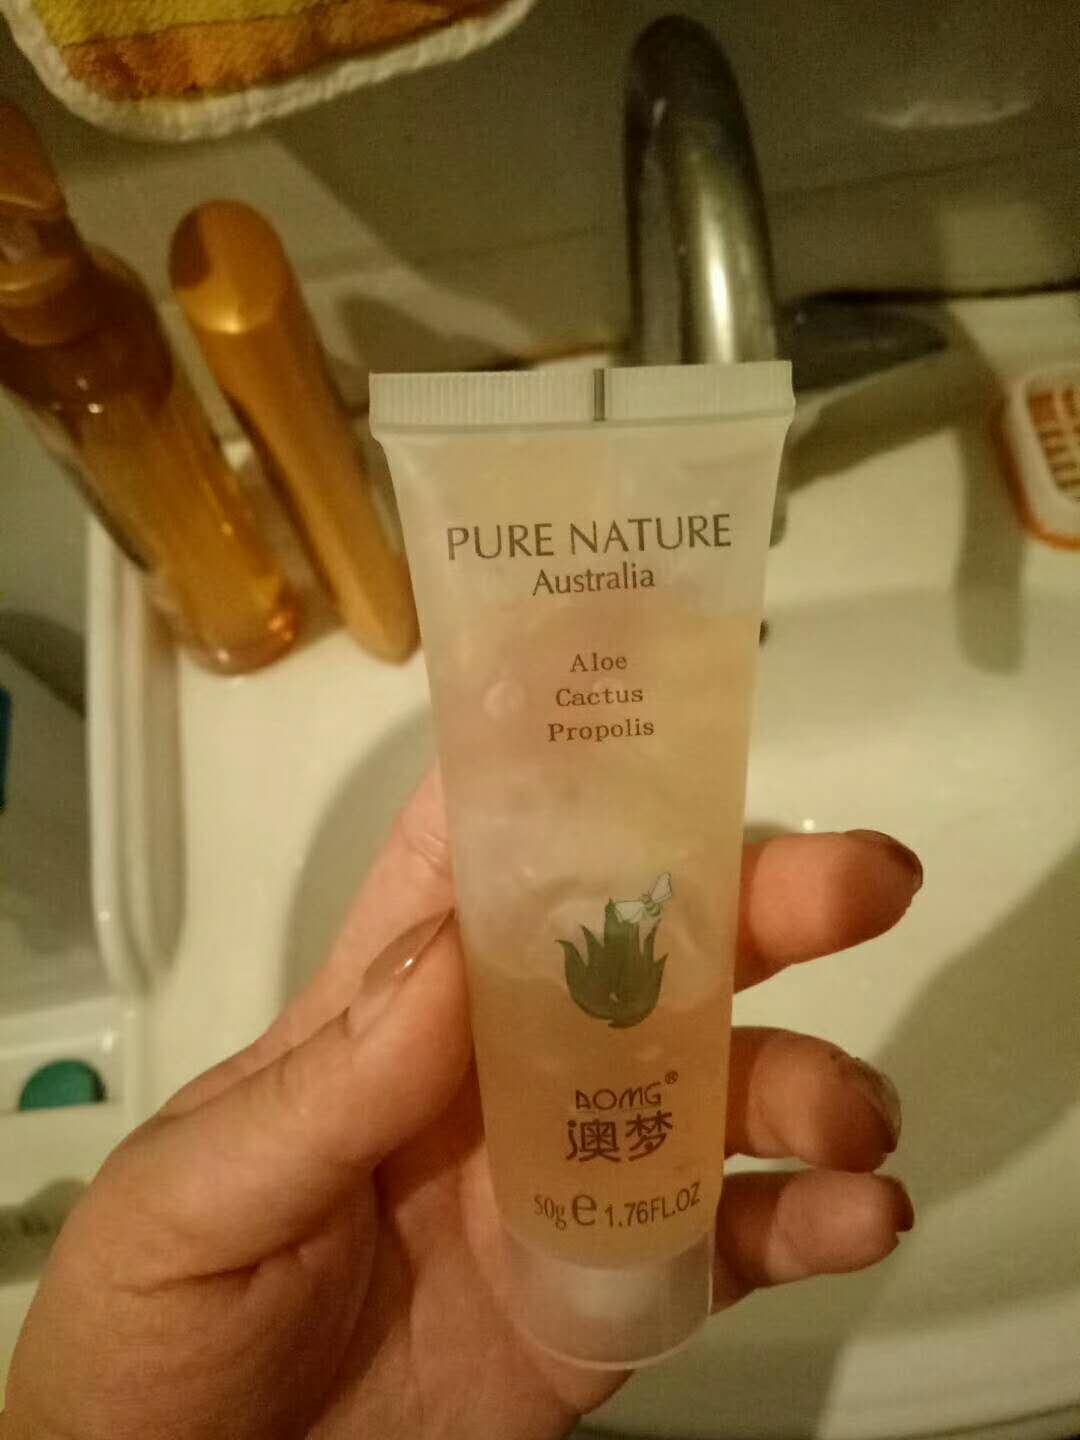 PURE NATURE
Australia
Aloe
Cactus
Propolis
AOMG®
澳梦
50g e 1.76FL.OZ